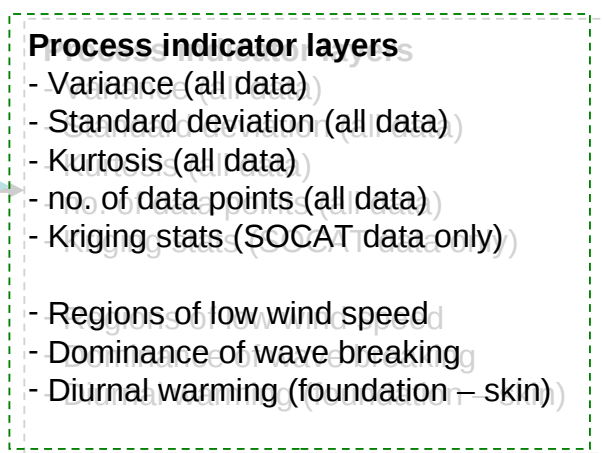 Process indicator layers
- Variance (all data)
- Standard deviation (all data)
- Kurtosis (all data)
- no. of data points (all data)
- Kriging stats (SOCAT data only)
- Regions of low wind speed
- Dominance of wave breaking
- Diurnal warming (foundation – skin)